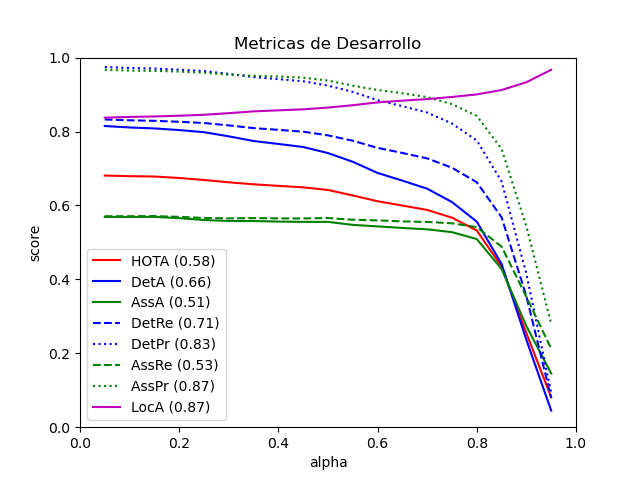 Metricas de Desarrollo
1.0
0.8
0.6
0.4
0.2
0.0
score
HOTA (0.58)
DetA (0.66)
AssA (0.51)
DetRe (0.71)
DetPr (0.83)
AssRe (0.53)
AssPr (0.87)
LocA (0.87)
0.0 0.2 0.4 0.6 0.8 1.0
alpha